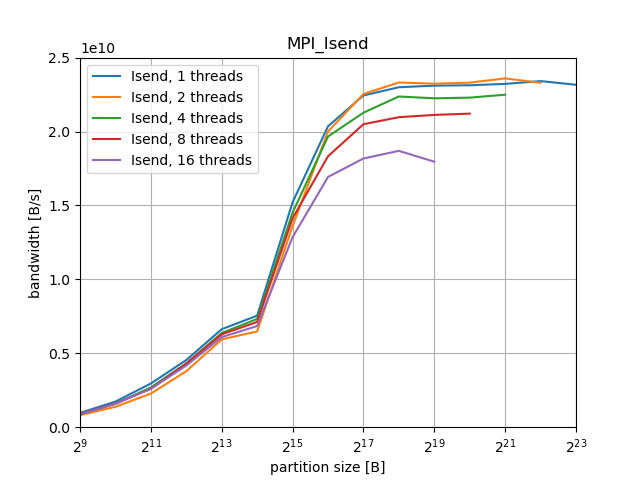 MPI_Isend
1e10
2.5
2.0
1.5
1.0
0.5
0.0
bandwidth [B/s]
Isend, 1 threads
Isend, 2 threads
Isend, 4 threads
Isend, 8 threads
Isend, 16 threads
2^9 2^11 2^13 2^15 2^17 2^19 2^21 2^23
partition size [B]